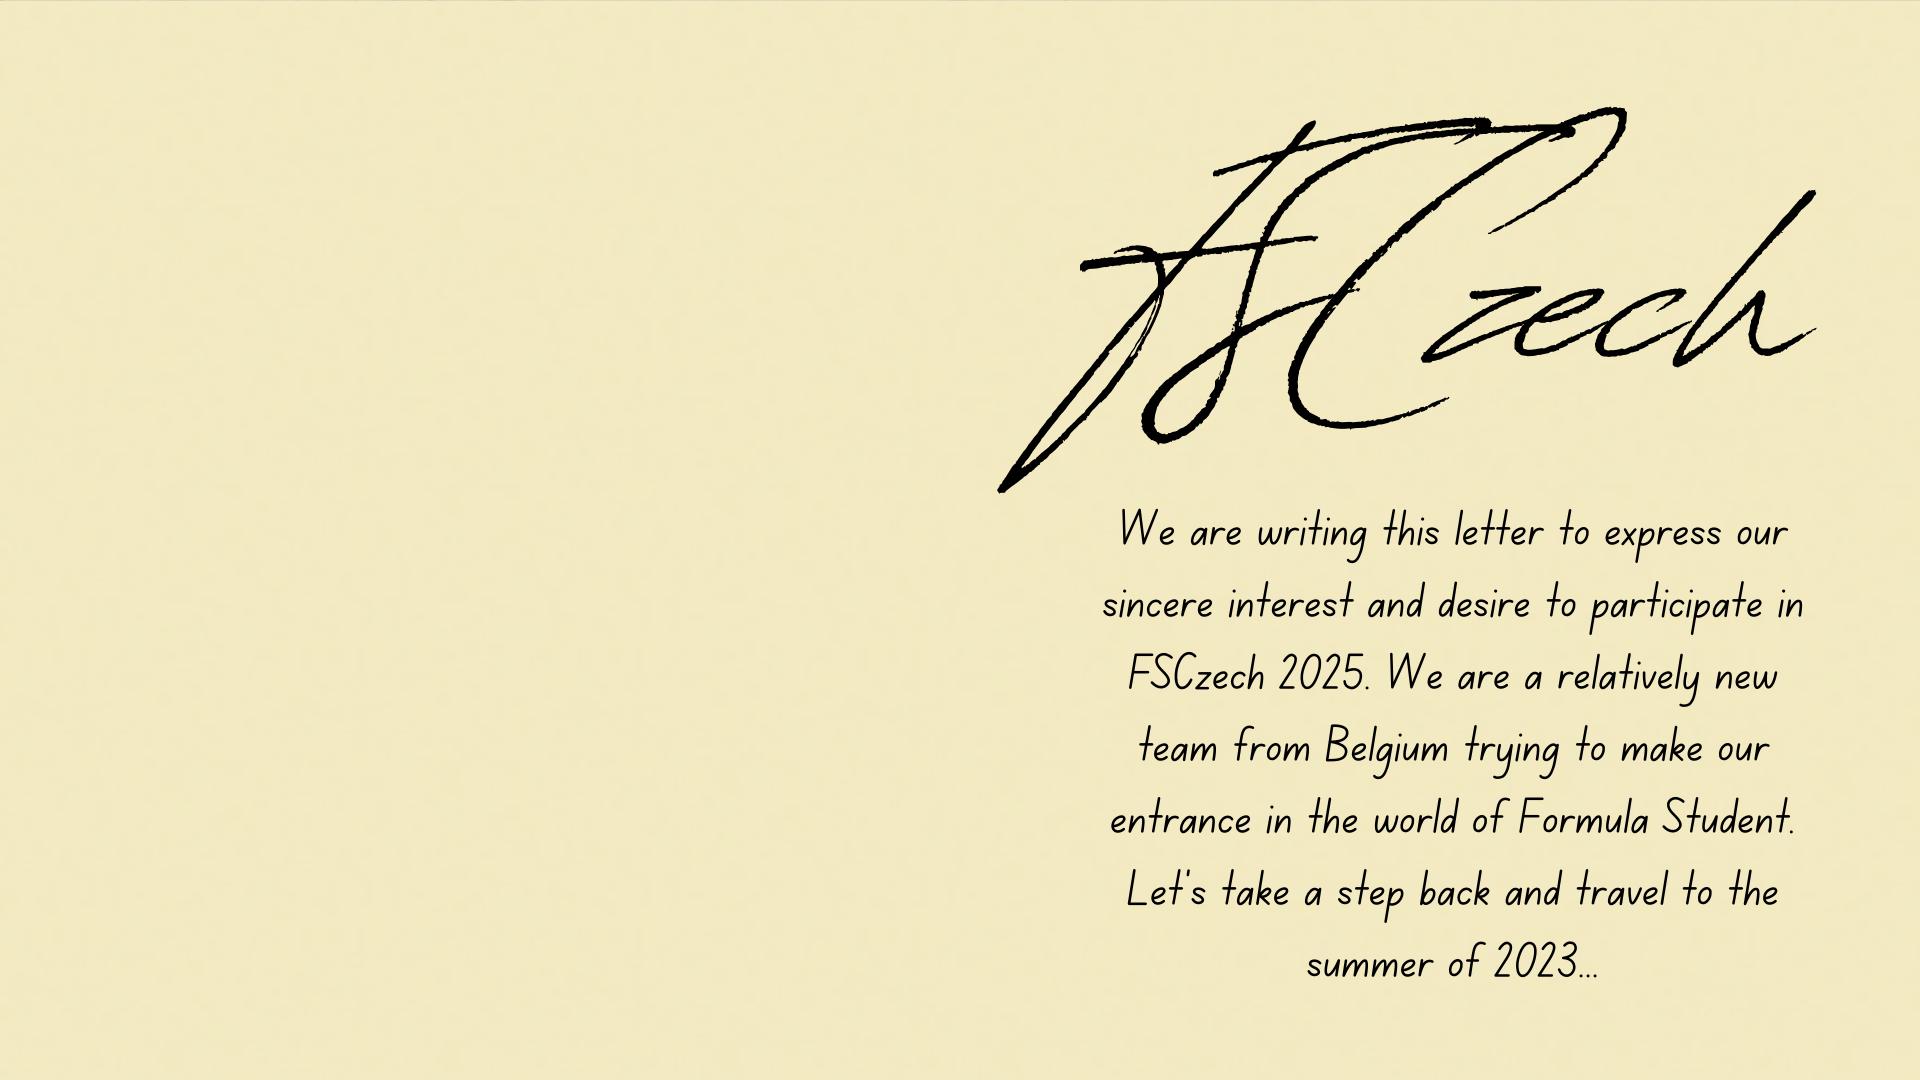 FSCzech
We are writing this letter to express our
sincere interest and desire to participate in
FSCzech 2025. We are a relatively new
team from Belgium trying to make our
entrance in the world of Formula Student.
Let's take a step back and travel to the
summer of 2023...